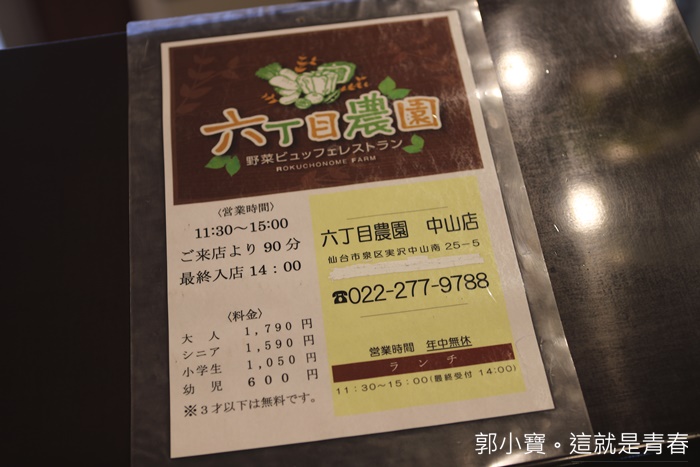 六丁目農園
野菜ビュッフェレストラン
ROKUCHONOME FARM
〈営業時間〉
11:30〜15:00
ご来店より 90 分
最終入店 14:00
〈料金〉
大 人 1,790 円
シニア 1,590 円
小学生 1,050 円
幼 児 600 円
※3才以下は無料です。
六丁目農園 中山店
仙台市泉区実沢中山南 25-5
☎022-277-9788
営業時間 年中無休
ランチ
11:30〜15:00(最終受付 14:00)
郭小寶。這就是青春